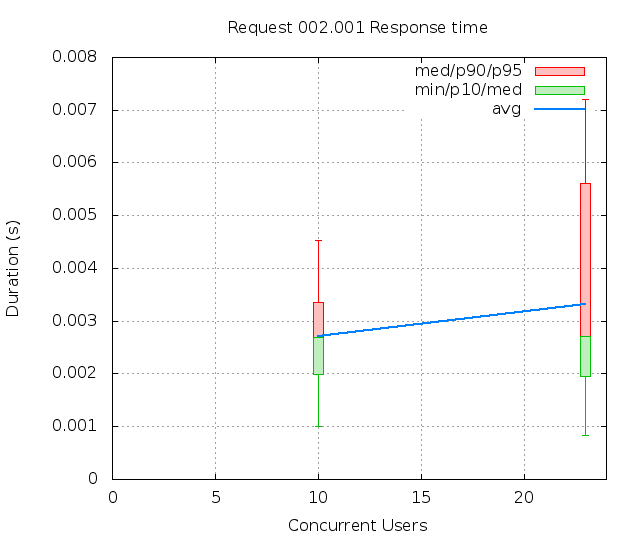 Request 002.001 Response time
0.008
0.007
0.006
0.005
0.004
0.003
0.002
0.001
0
0 5 10 15 20
Duration (s)
Concurrent Users
med/p90/p95
min/p10/med
avg